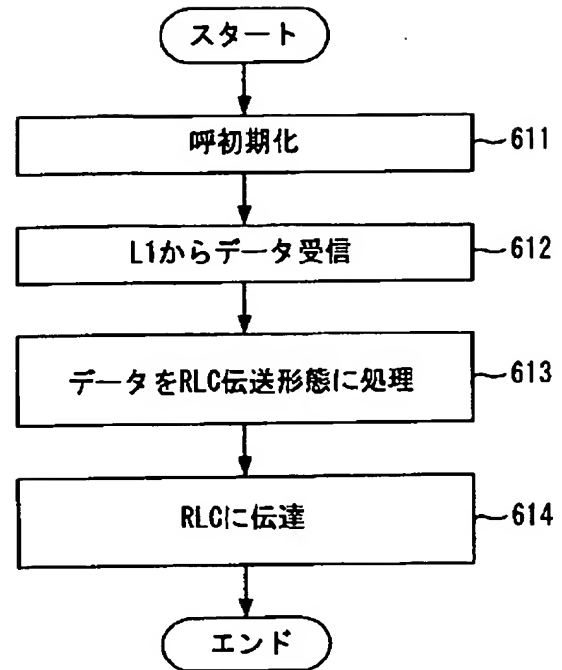 スタート
呼初期化
611
L1からデータ受信
612
データをRLC伝送形態に処理
613
RLCに伝達
614
エンド